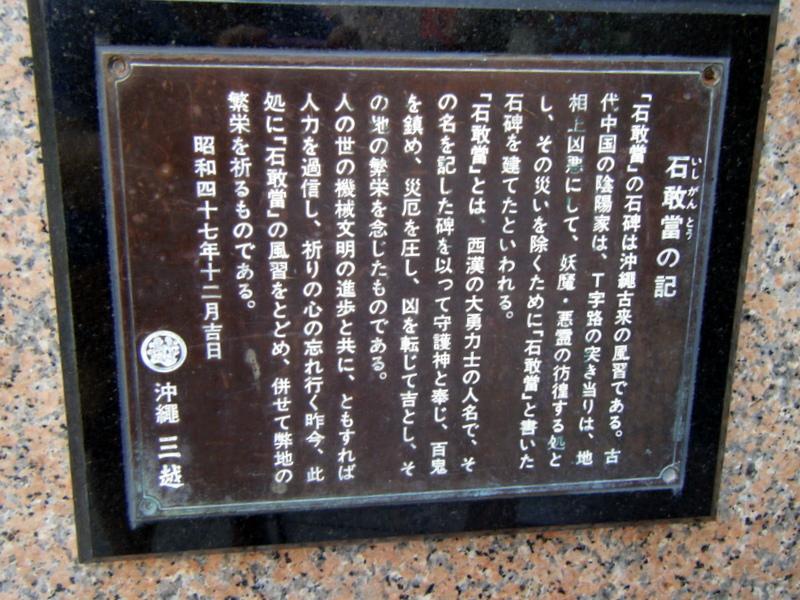 石敢當の記
いしがんとう
「石敢當」の石碑は沖縄古来の風習である。古
代中国の陰陽家は、T字路の突き当りは、地
相上凶悪にして、妖魔・悪霊の彷徨する処と
し、その災いを除くために「石敢當」と書いた
石碑を建てたといわれる。
「石敢當」とは、西漢の大勇力士の人名で、そ
の名を記した碑を以って守護神と奉じ、百鬼
を鎮め、災厄を圧し、凶を転じて吉とし、そ
の地の繁栄を念じたものである。
人の世の機械文明の進歩と共に、ともすれば
人力を過信し、祈りの心の忘れ行く昨今、此
処に「石敢當」の風習をとどめ、併せて弊地の
繁栄を祈るものである。
昭和四十七年十二月吉日
沖縄 三越